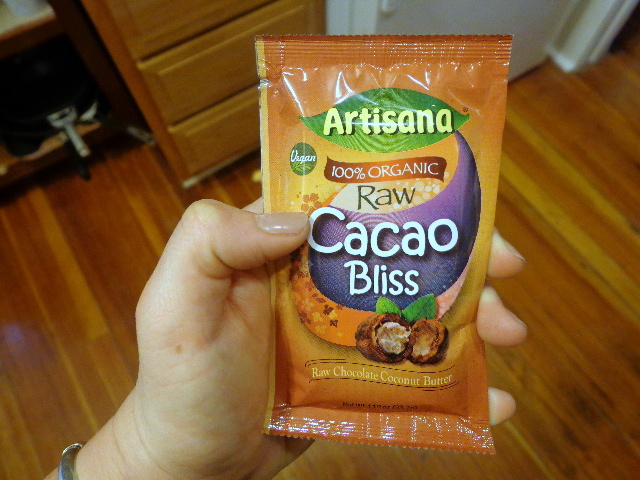 Artisana
Vegan
100% ORGANIC
Raw
Cacao
Bliss
Raw Chocolate Coconut Butter